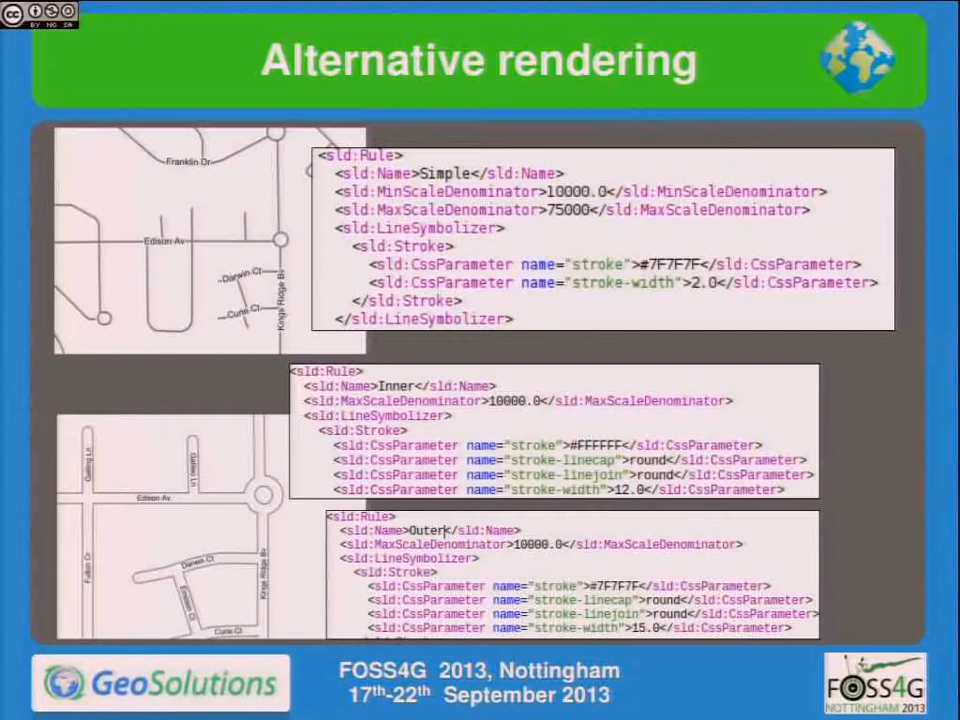 BY NC SA
Alternative rendering
Franklin Dr
Edison Av
Darwin Ct
Curie Ct
Kings Ridge Bv
<sld:Rule>
<sld:Name>Simple</sld:Name>
<sld:MinScaleDenominator>10000.0</sld:MinScaleDenominator>
<sld:MaxScaleDenominator>75000</sld:MaxScaleDenominator>
<sld:LineSymbolizer>
<sld:Stroke>
<sld:CssParameter name="stroke">#7F7F7F</sld:CssParameter>
<sld:CssParameter name="stroke-width">2.0</sld:CssParameter>
</sld:Stroke>
</sld:LineSymbolizer>
<sld:Rule>
<sld:Name>Inner</sld:Name>
<sld:MaxScaleDenominator>10000.0</sld:MaxScaleDenominator>
<sld:LineSymbolizer>
<sld:Stroke>
<sld:CssParameter name="stroke">#FFFFFF</sld:CssParameter>
<sld:CssParameter name="stroke-linecap">round</sld:CssParameter>
<sld:CssParameter name="stroke-linejoin">round</sld:CssParameter>
<sld:CssParameter name="stroke-width">12.0</sld:CssParameter>
Galileo Ln
Edison Av
Fulton Cr
Darwin Ct
Kings Ridge Bv
Curie Ct
<sld:Rule>
<sld:Name>Outer</sld:Name>
<sld:MaxScaleDenominator>10000.0</sld:MaxScaleDenominator>
<sld:LineSymbolizer>
<sld:Stroke>
<sld:CssParameter name="stroke">#7F7F7F</sld:CssParameter>
<sld:CssParameter name="stroke-linecap">round</sld:CssParameter>
<sld:CssParameter name="stroke-linejoin">round</sld:CssParameter>
<sld:CssParameter name="stroke-width">15.0</sld:CssParameter>
GeoSolutions
FOSS4G 2013, Nottingham
17th-22th September 2013
FOSS4G
NOTTINGHAM 2013